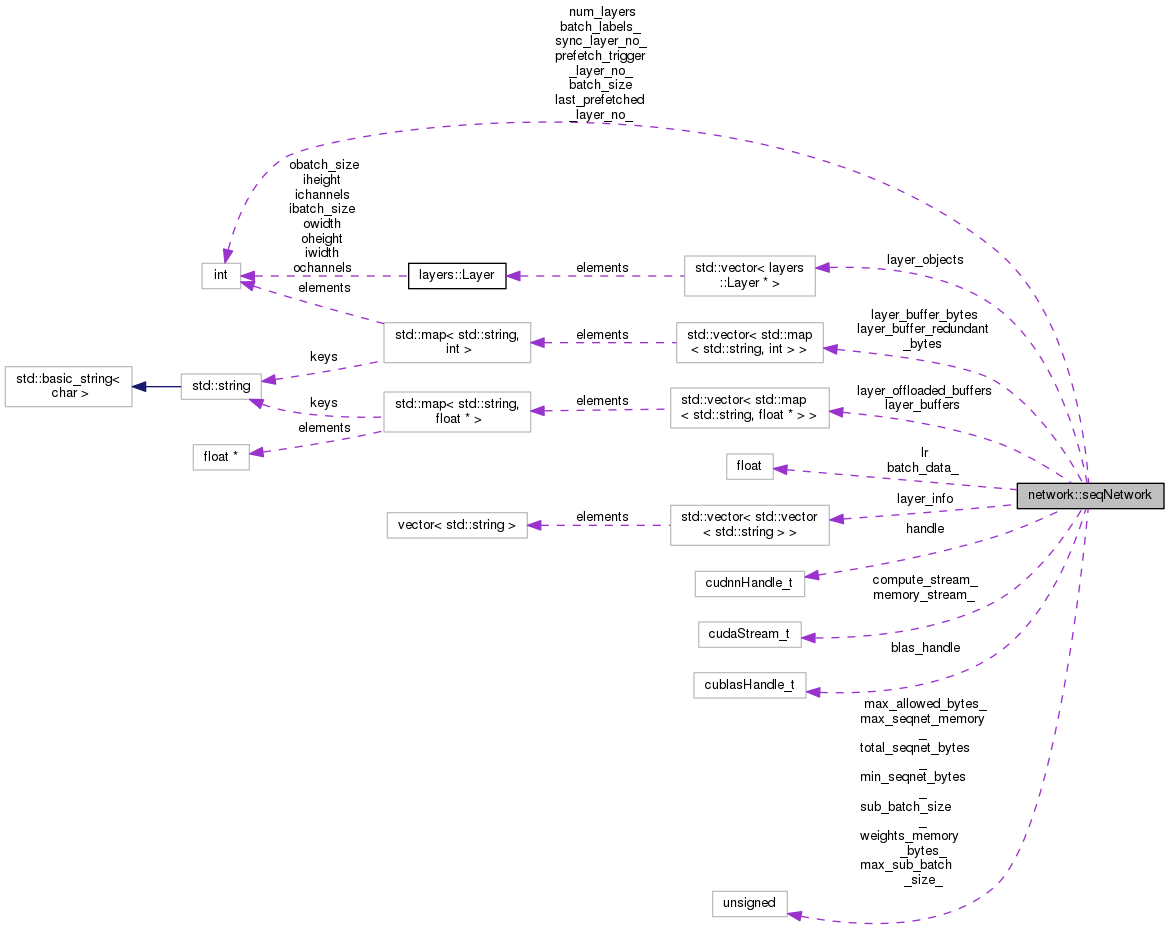 num_layers
batch_labels_
sync_layer_no_
prefetch_trigger
_layer_no_
batch_size
last_prefetched
_layer_no_
obatch_size
iheight
ichannels
ibatch_size
owidth
oheight
iwidth
ochannels
int
layers::Layer
elements
std::vector< layers
::Layer * >
layer_objects
elements
std::map< std::string,
int >
elements
std::vector< std::map
< std::string, int > >
layer_buffer_bytes
layer_buffer_redundant
_bytes
keys
std::basic_string<
char >
std::string
keys
std::map< std::string,
float * >
elements
std::vector< std::map
< std::string, float * > >
layer_offloaded_buffers
layer_buffers
elements
float *
float
lr
batch_data_
network::seqNetwork
vector< std::string >
elements
std::vector< std::vector
< std::string > >
layer_info
handle
cudnnHandle_t
compute_stream_
memory_stream_
cudaStream_t
blas_handle
cublasHandle_t
max_allowed_bytes_
max_seqnet_memory
_
total_seqnet_bytes
_
min_seqnet_bytes
_
sub_batch_size
_
weights_memory
_bytes_
max_sub_batch
_size_
unsigned